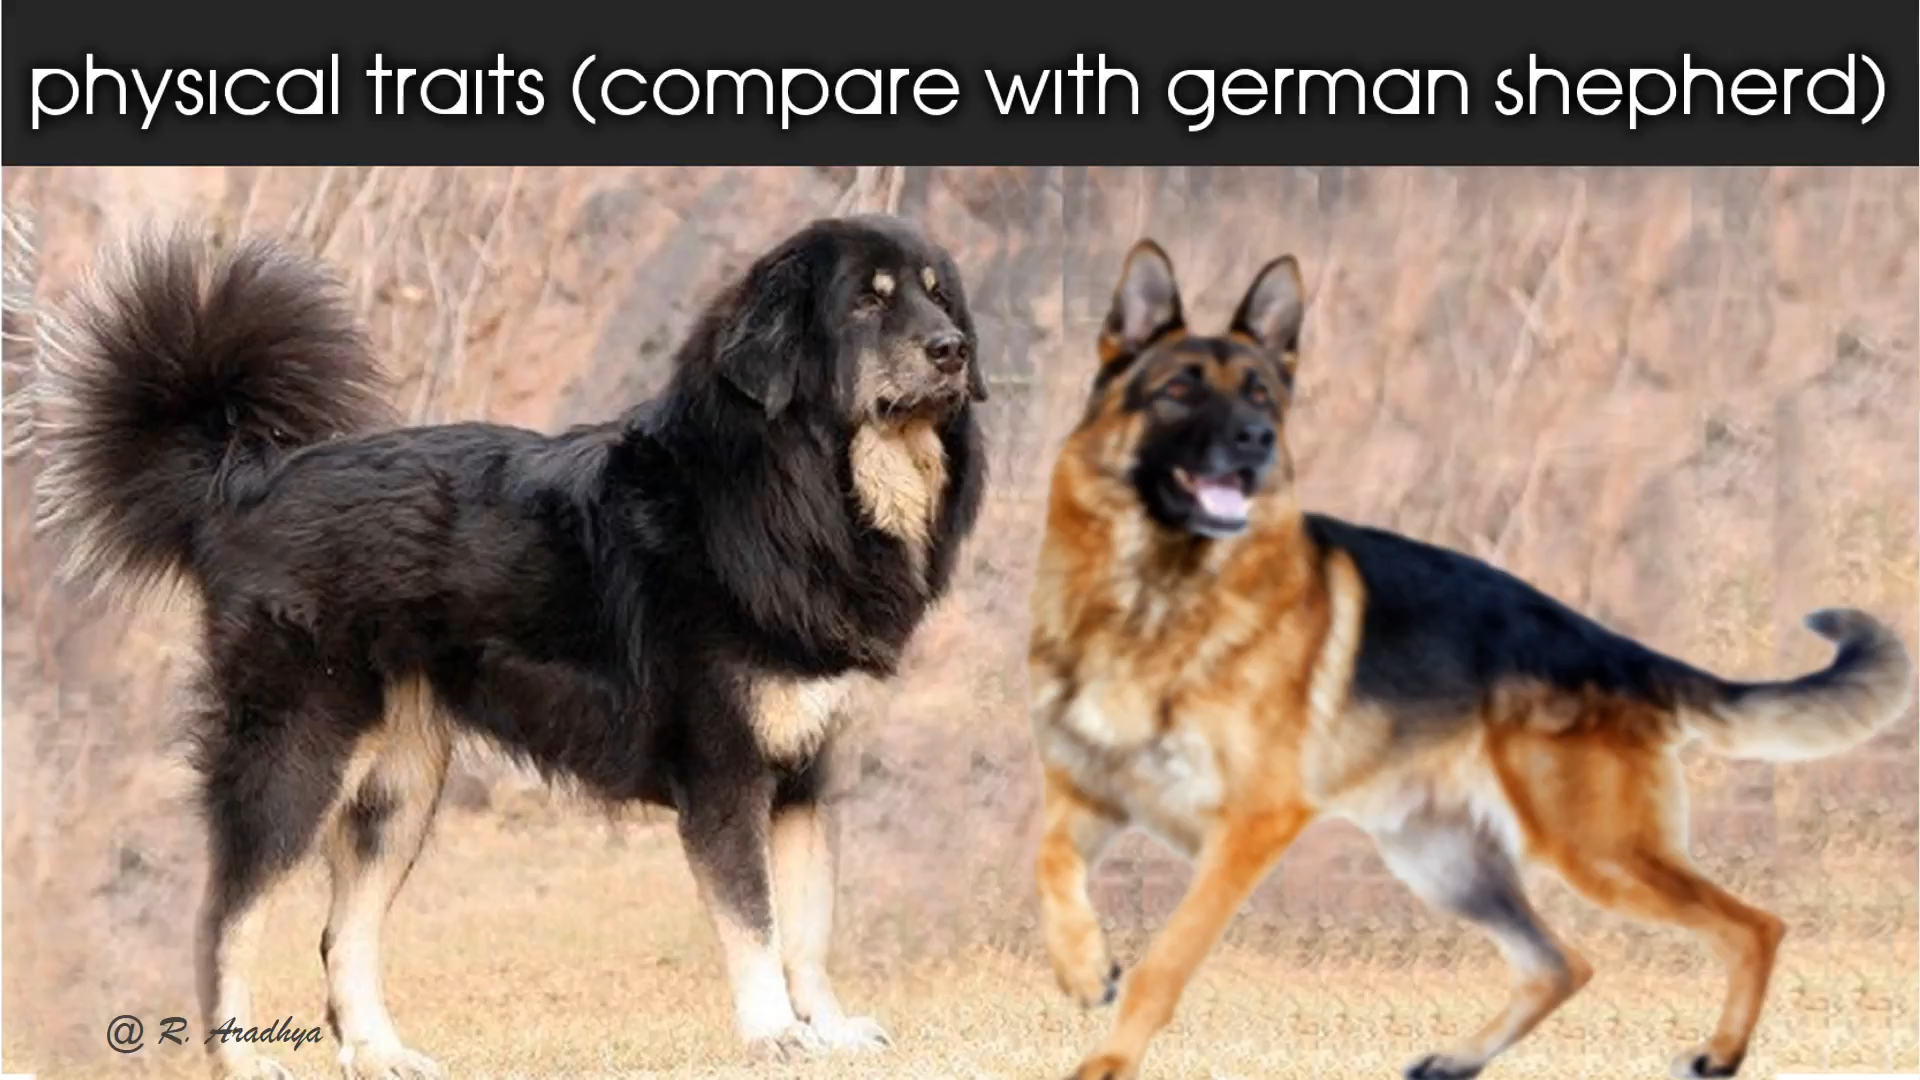 physical traits (compare with german shepherd)
@ R. Aradhya